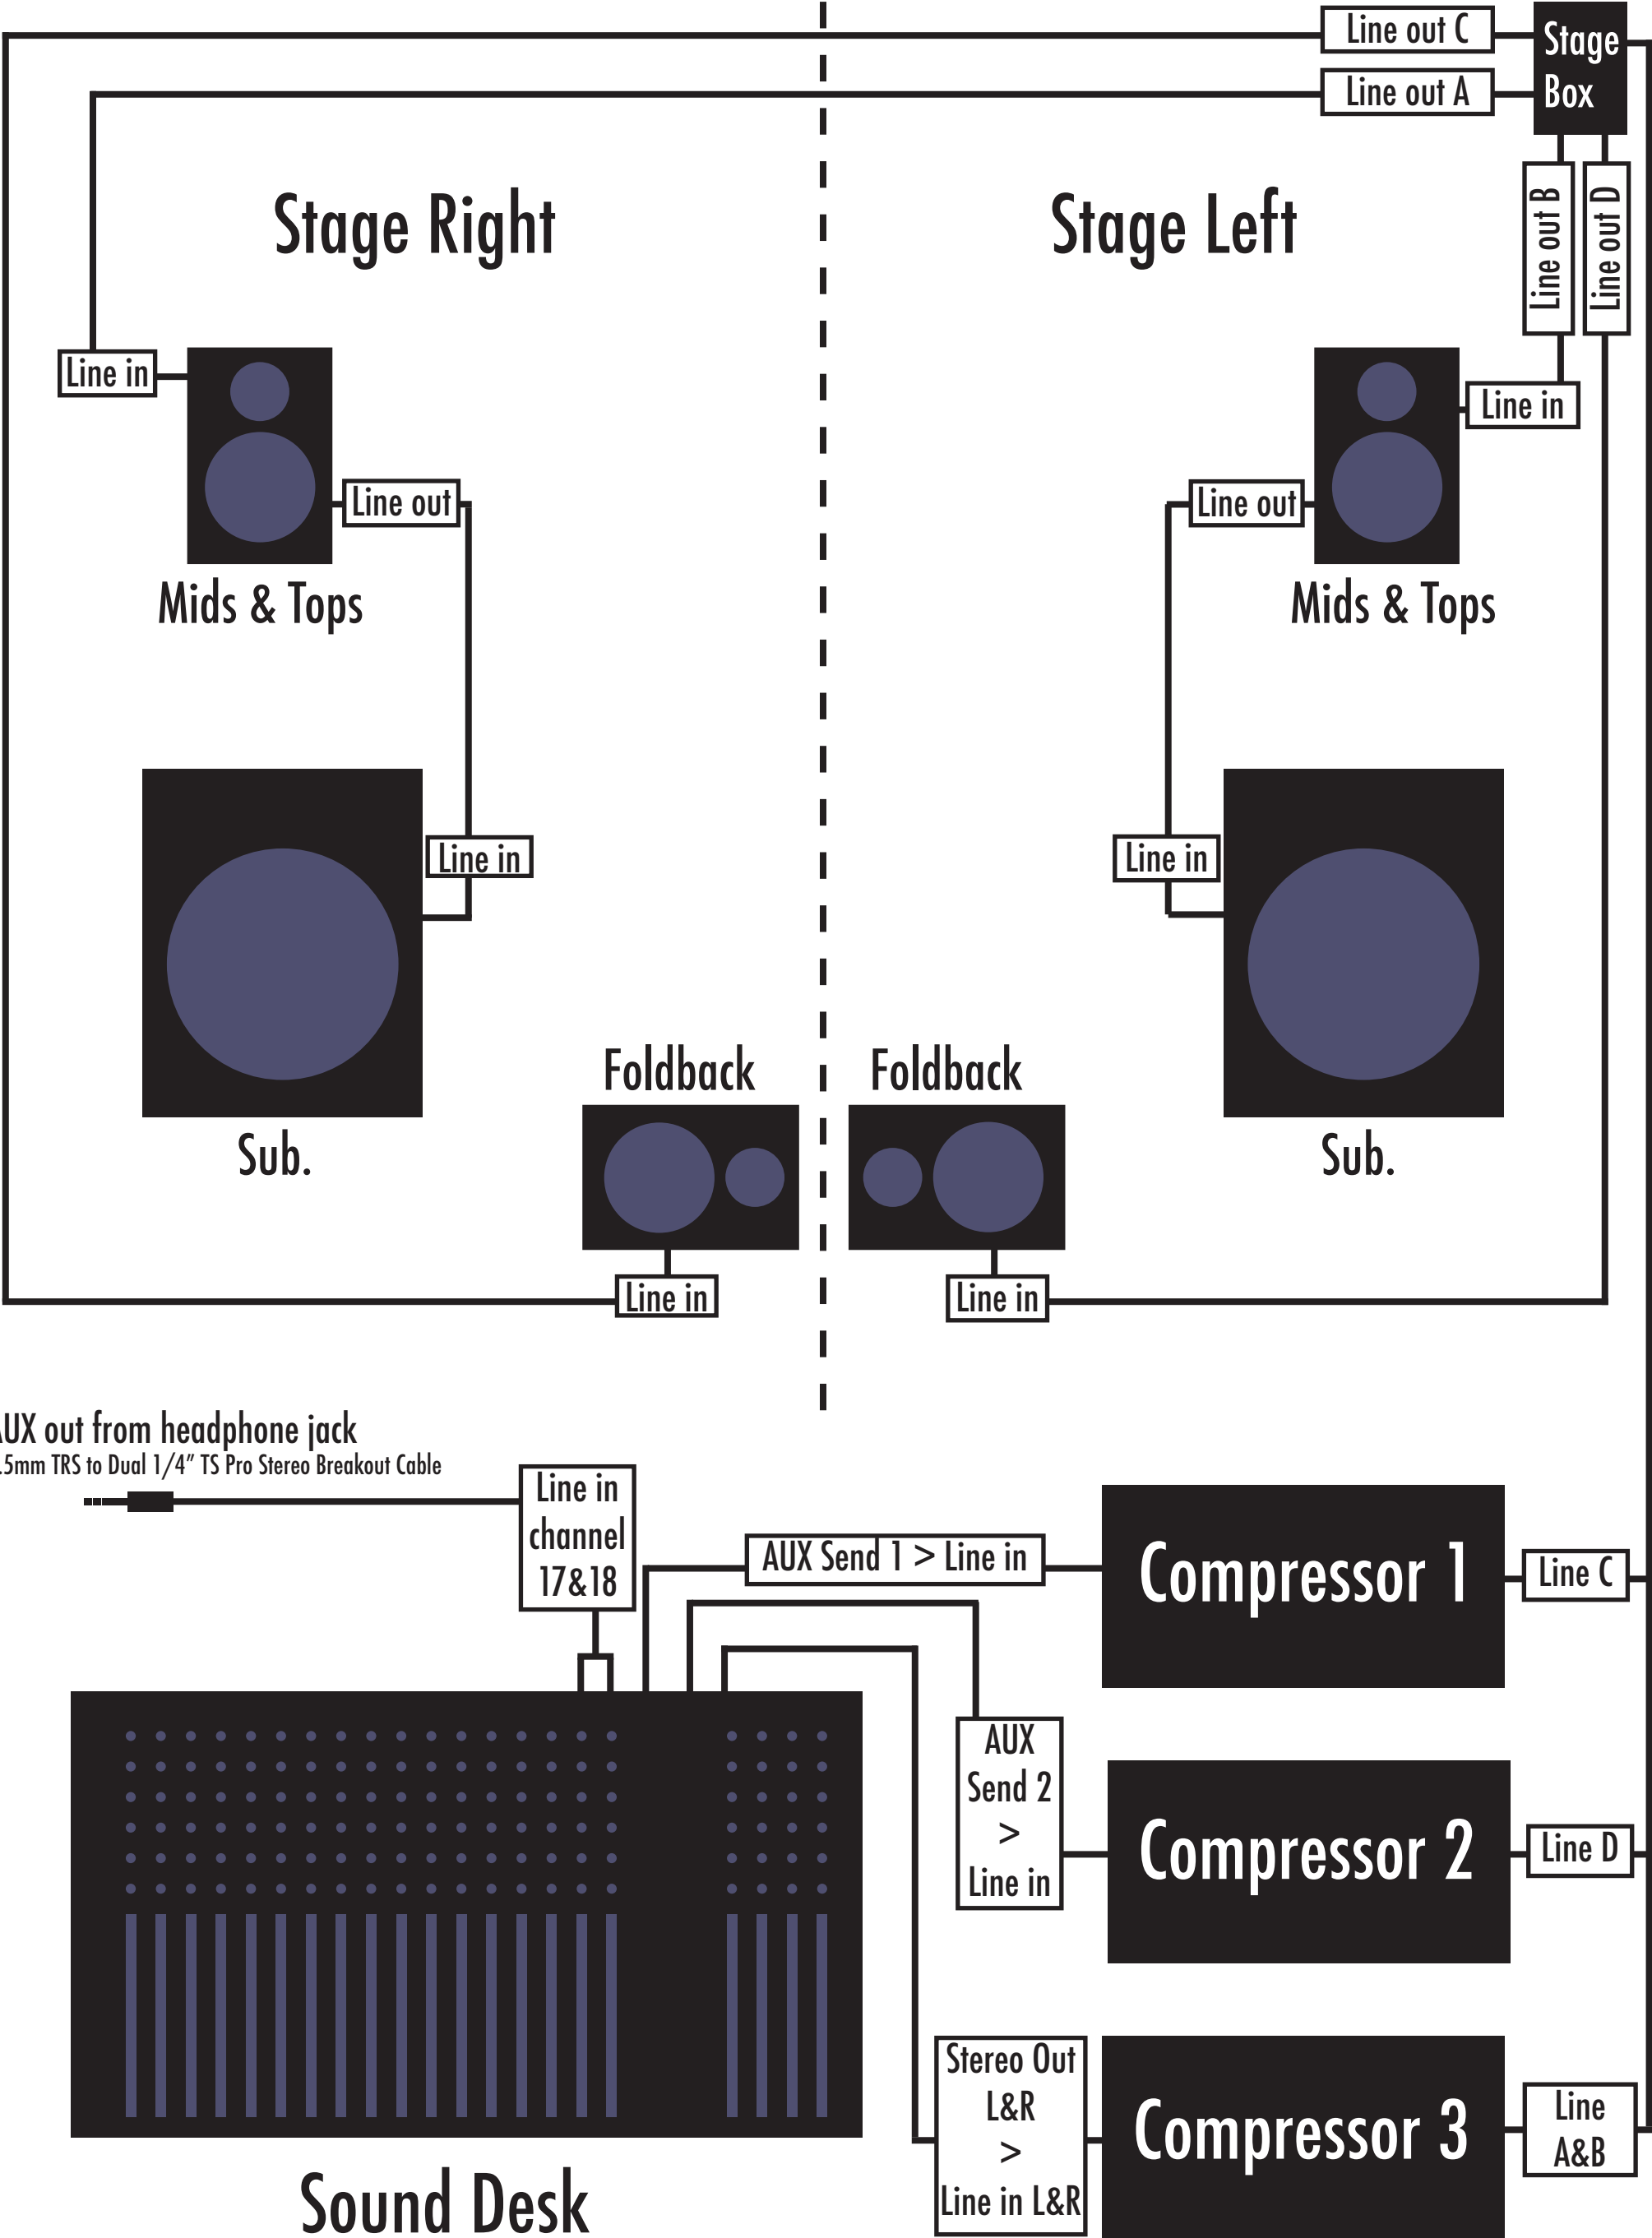 Line out C
Stage
Box
Line out A
Line out B
Line out D
Stage Right
Stage Left
Line in
Line in
Line out
Line out
Mids & Tops
Mids & Tops
Line in
Line in
Foldback
Foldback
Sub.
Sub.
Line in
Line in
AUX out from headphone jack
.5mm TRS to Dual 1/4” TS Pro Stereo Breakout Cable
Line in
channel
17&18
AUX Send 1 > Line in
Compressor 1
Line C
AUX
Send 2
>
Line in
Compressor 2
Line D
Stereo Out
L&R
>
Line in L&R
Compressor 3
Line
A&B
Sound Desk